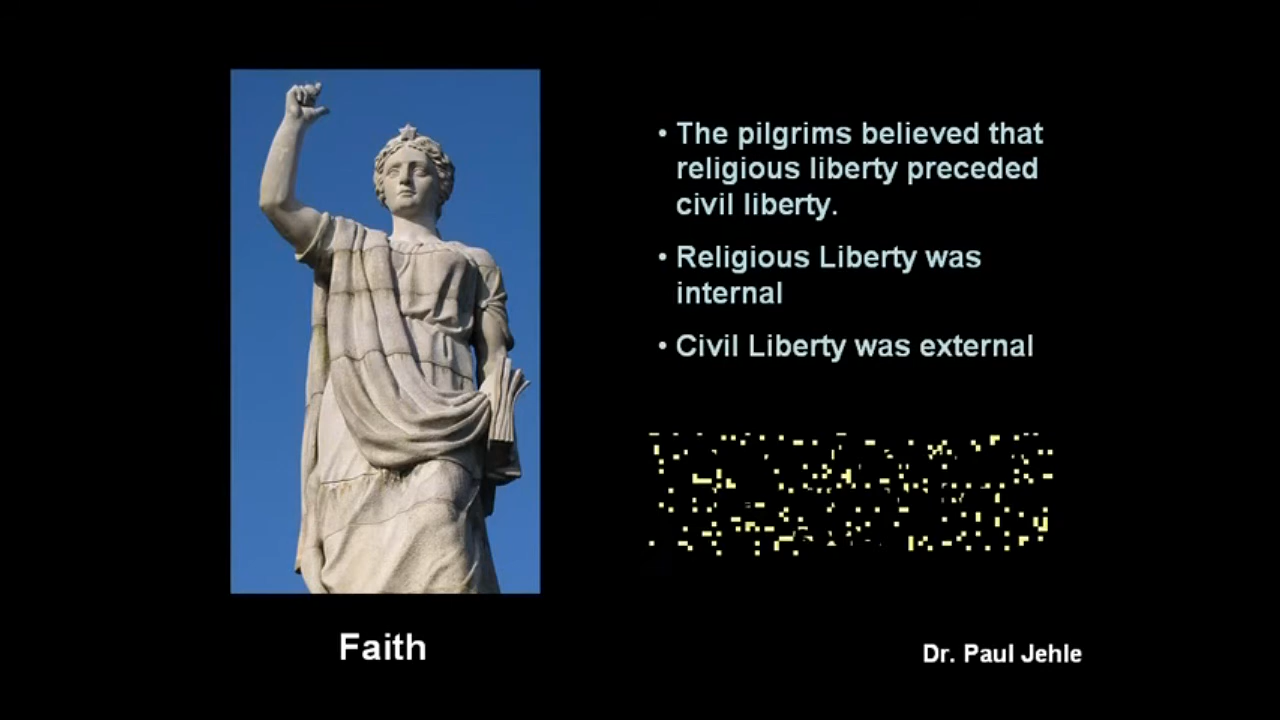 • The pilgrims believed that
religious liberty preceded
civil liberty.
• Religious Liberty was
internal
• Civil Liberty was external
Faith
Dr. Paul Jehle